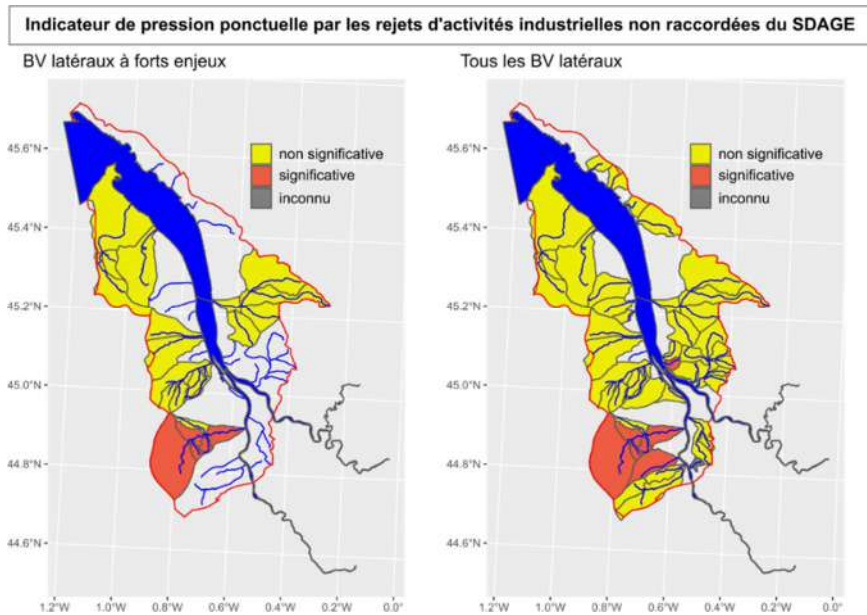 Indicateur de pression ponctuelle par les rejets d'activités industrielles non raccordées du SDAGE
BV latéraux à forts enjeux
Tous les BV latéraux
non significative
significative
inconnu
non significative
significative
inconnu
45.6°N
45.4°N
45.2°N
45.0°N
44.8°N
44.6°N
45.6°N
45.4°N
45.2°N
45.0°N
44.8°N
44.6°N
1.2°W 1.0°W 0.8°W 0.6°W 0.4°W 0.2°W 0.0°
1.2°W 1.0°W 0.8°W 0.6°W 0.4°W 0.2°W 0.0°